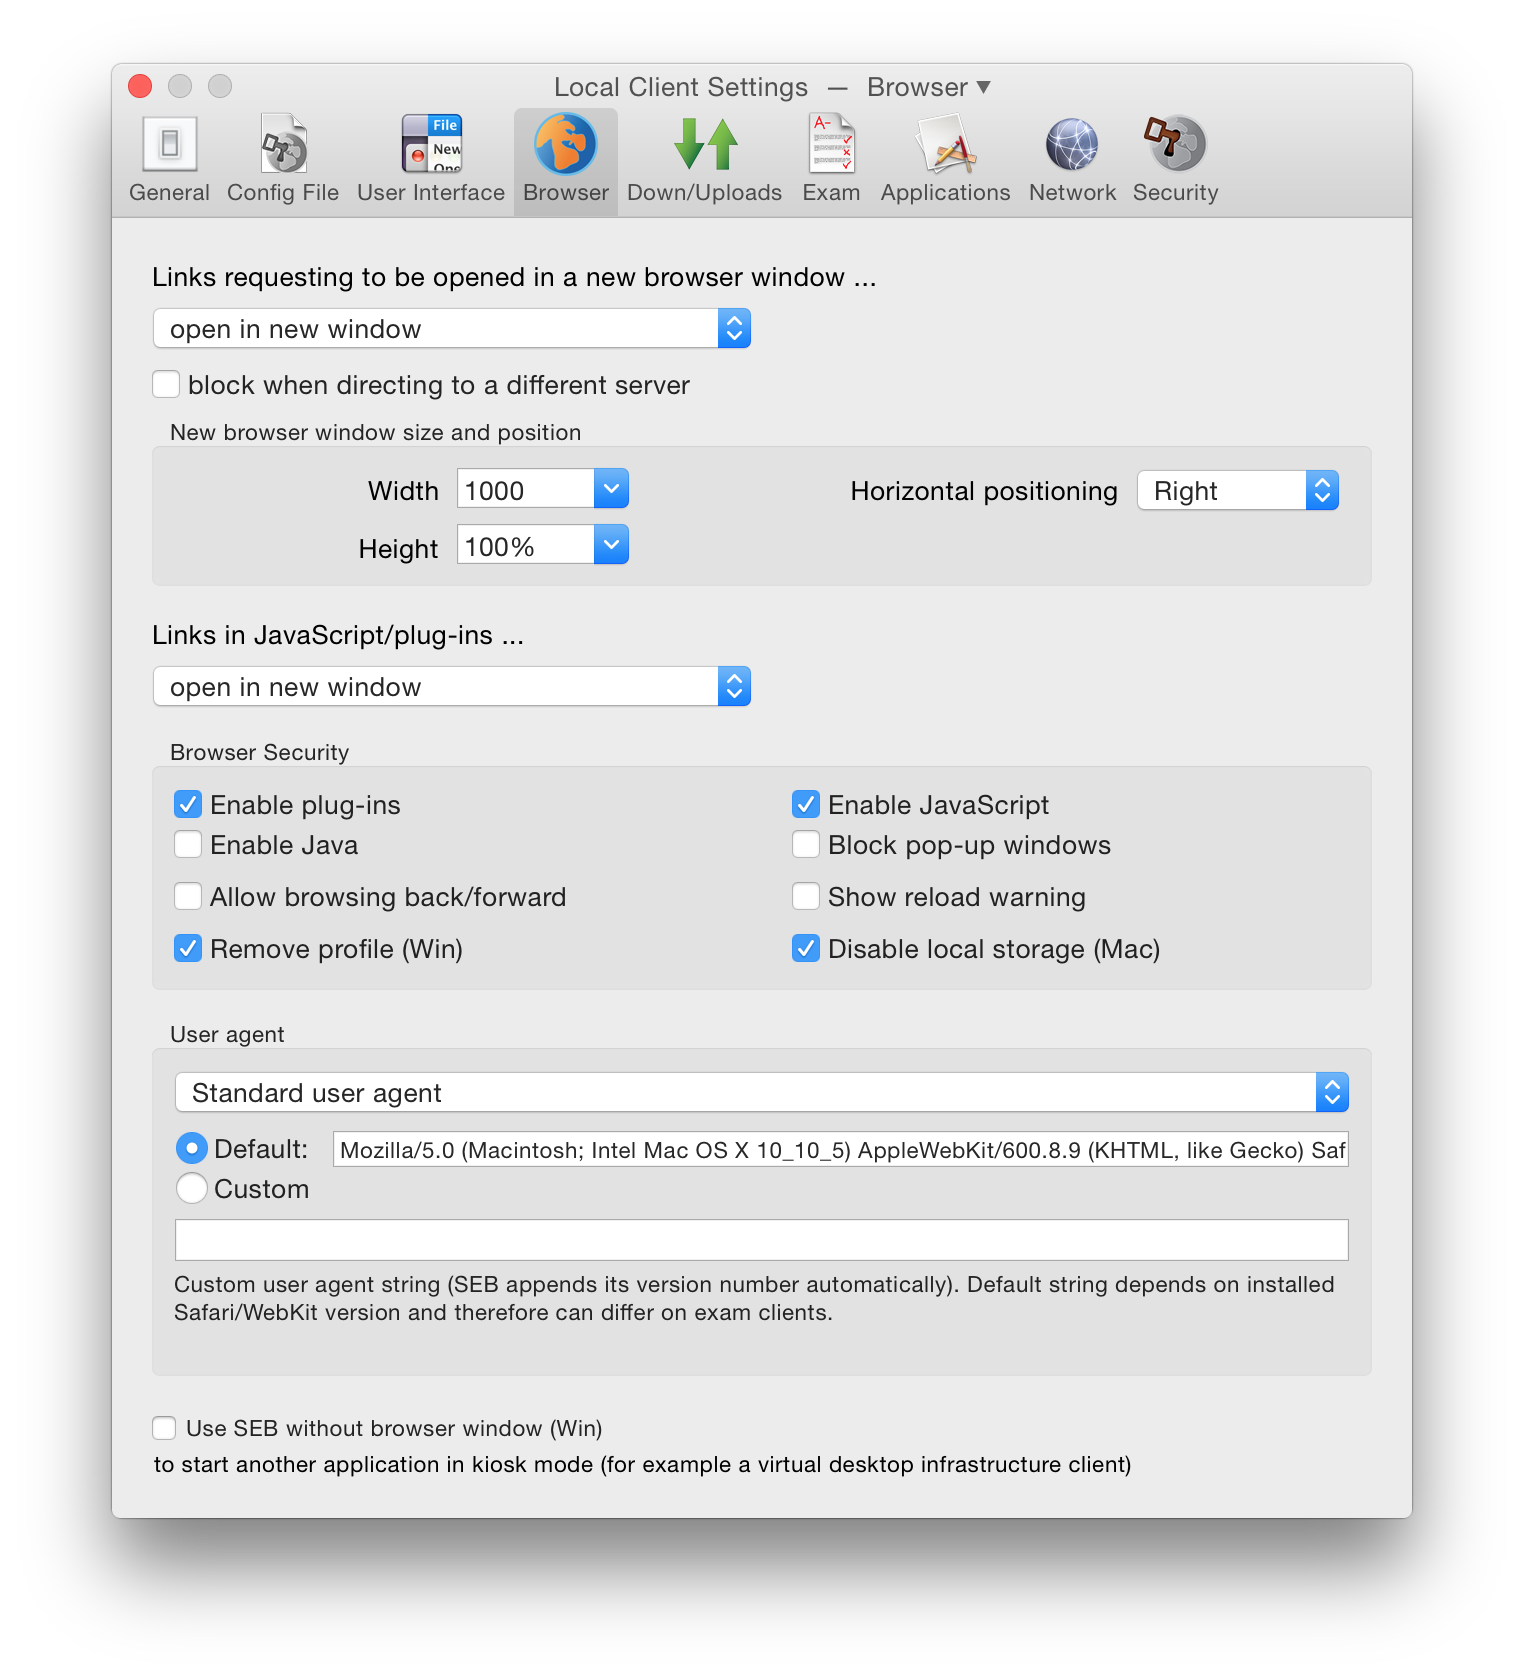 Local Client Settings — Browser ▼
File
New
A-
General Config File User Interface Browser Down/Uploads Exam Applications Network Security
Links requesting to be opened in a new browser window ...
open in new window
block when directing to a different server
New browser window size and position
Width 1000 Horizontal positioning Right
Height 100%
Links in JavaScript/plug-ins ...
open in new window
Browser Security
Enable plug-ins Enable JavaScript
Enable Java Block pop-up windows
Allow browsing back/forward Show reload warning
Remove profile (Win) Disable local storage (Mac)
User agent
Standard user agent
Default: Mozilla/5.0 (Macintosh; Intel Mac OS X 10_10_5) AppleWebKit/600.8.9 (KHTML, like Gecko) Saf
Custom
Custom user agent string (SEB appends its version number automatically). Default string depends on installed
Safari/WebKit version and therefore can differ on exam clients.
Use SEB without browser window (Win)
to start another application in kiosk mode (for example a virtual desktop infrastructure client)